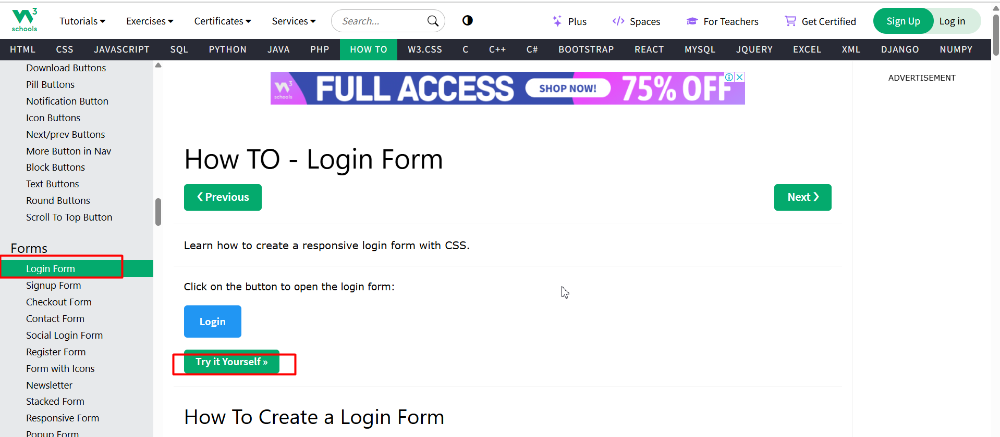 W3 schools
Tutorials Exercises Certificates Services Search... Plus Spaces For Teachers Get Certified Sign Up Log in
HTML CSS JAVASCRIPT SQL PYTHON JAVA PHP HOW TO W3.CSS C C++ C# BOOTSTRAP REACT MYSQL JQUERY EXCEL XML DJANGO NUMPY
Download Buttons
Pill Buttons
Notification Button
Icon Buttons
Next/prev Buttons
More Button in Nav
Block Buttons
Text Buttons
Round Buttons
Scroll To Top Button
Forms
Login Form
Signup Form
Checkout Form
Contact Form
Social Login Form
Register Form
Form with Icons
Newsletter
Stacked Form
Responsive Form
Popup Form
W3 schools FULL ACCESS SHOP NOW! 75% OFF
ADVERTISEMENT
How TO - Login Form
❮ Previous
Next ❯
Learn how to create a responsive login form with CSS.
Click on the button to open the login form:
Login
Try it Yourself »
How To Create a Login Form